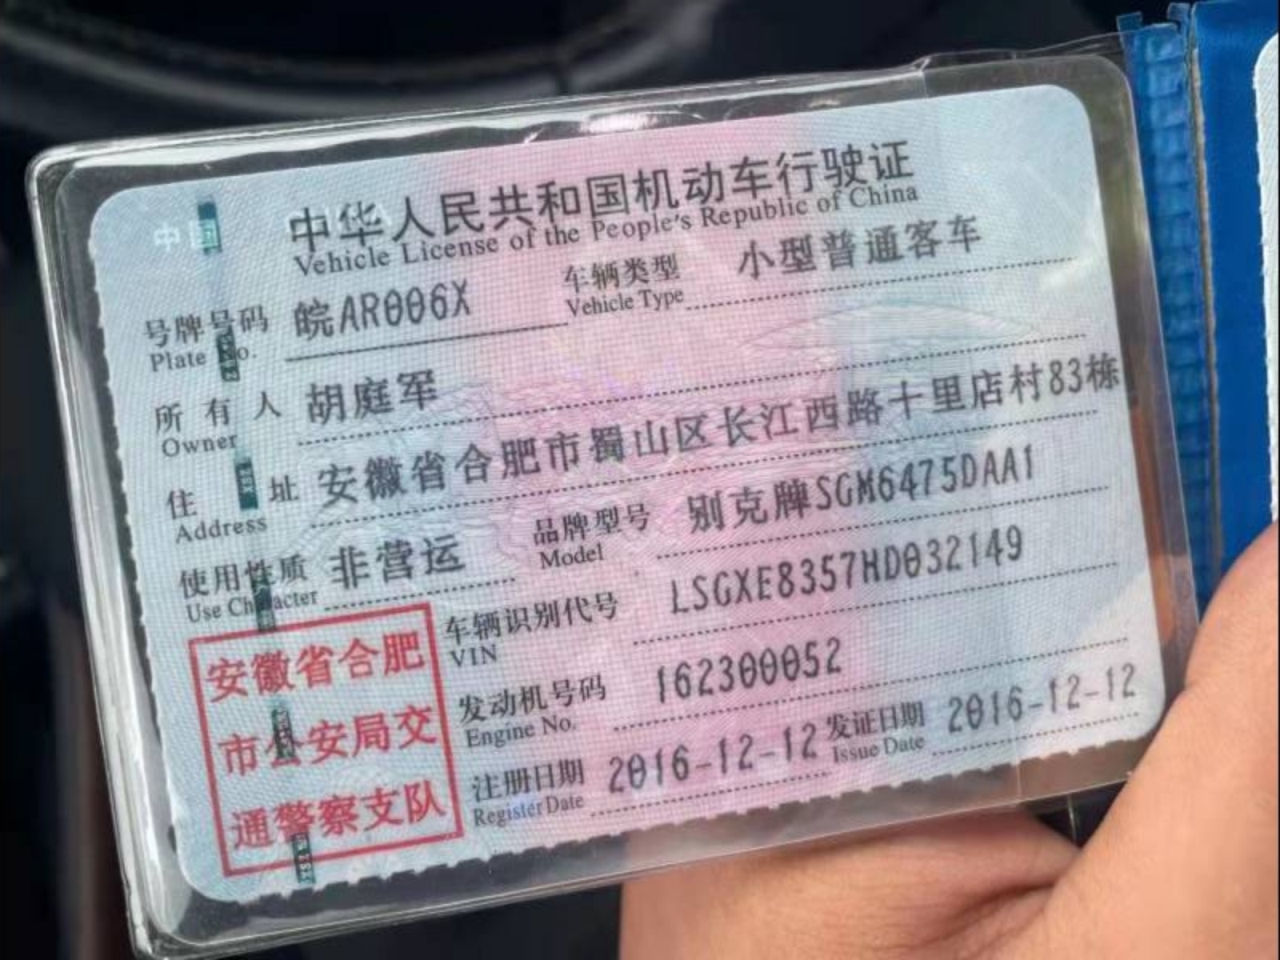 中国
中华人民共和国机动车行驶证
Vehicle License of the People's Republic of China
号牌号码 皖AR006X 车辆类型 小型普通客车
Plate No. Vehicle Type
所有人 胡庭军
Owner
住址 安徽省合肥市蜀山区长江西路十里店村83栋
Address
使用性质 非营运 品牌型号 别克牌SGM6475DAA1
Use Character Model
车辆识别代号 LSGXE8357HD032149
VIN
发动机号码 162300052
Engine No.
注册日期 2016-12-12 发证日期 2016-12-12
Register Date Issue Date
安徽省合肥
市公安局交
通警察支队